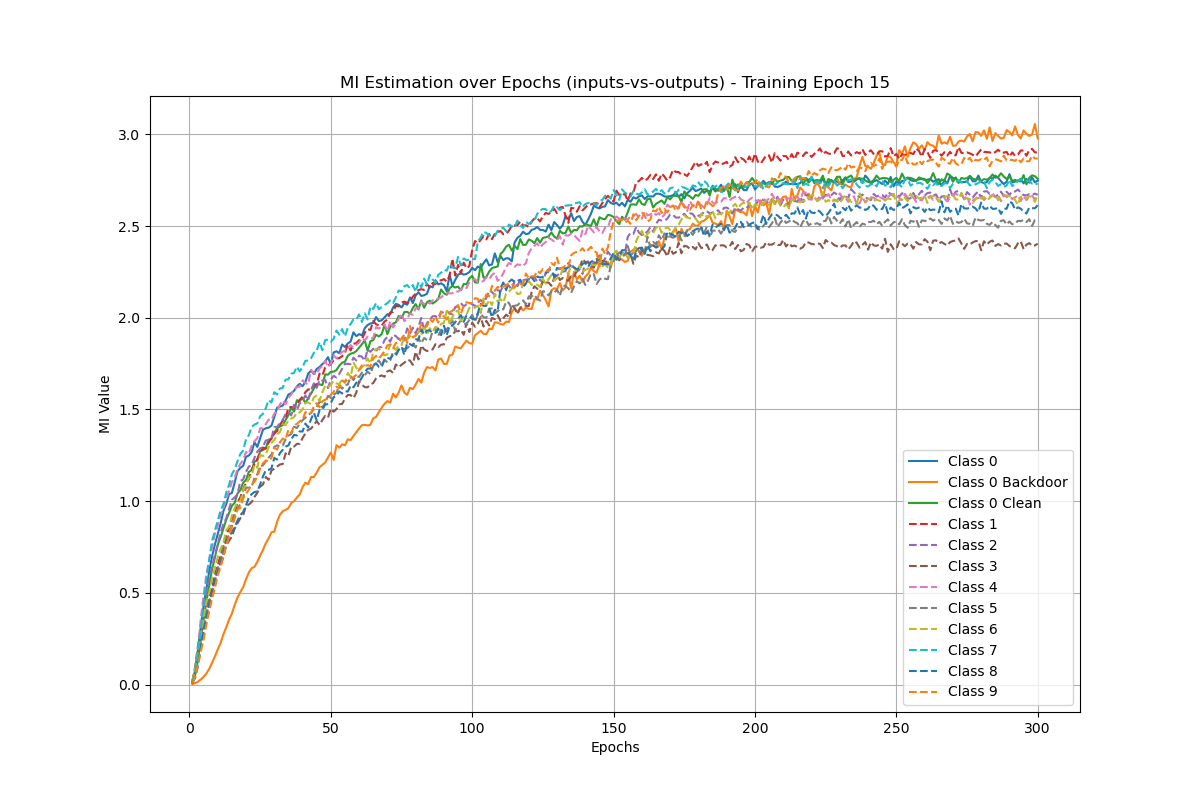 MI Estimation over Epochs (inputs-vs-outputs) - Training Epoch 15
MI Value
3.0
2.5
2.0
1.5
1.0
0.5
0.0
0
50
100
150
200
250
300
Epochs
Class 0
Class 0 Backdoor
Class 0 Clean
Class 1
Class 2
Class 3
Class 4
Class 5
Class 6
Class 7
Class 8
Class 9